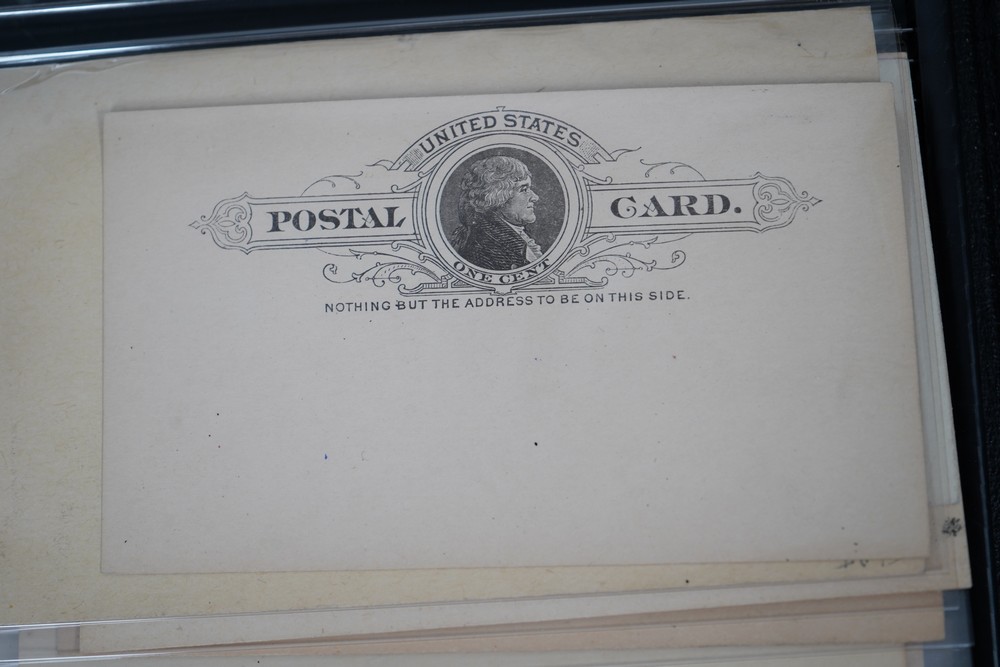 UNITED STATES
POSTAL CARD.
ONE CENT
NOTHING BUT THE ADDRESS TO BE ON THIS SIDE.